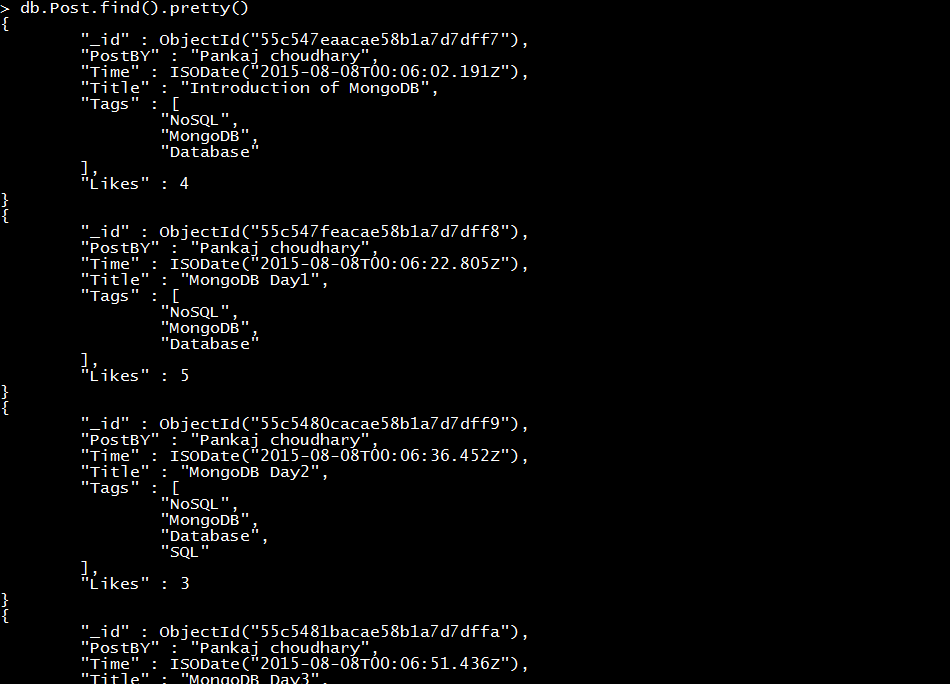 > db.Post.find().pretty()
{
        "_id" : ObjectId("55c547eaacae58b1a7d7dff7"),
        "PostBY" : "Pankaj choudhary",
        "Time" : ISODate("2015-08-08T00:06:02.191Z"),
        "Title" : "Introduction of MongoDB",
        "Tags" : [
                "NoSQL",
                "MongoDB",
                "Database"
        ],
        "Likes" : 4
}
{
        "_id" : ObjectId("55c547feacae58b1a7d7dff8"),
        "PostBY" : "Pankaj choudhary",
        "Time" : ISODate("2015-08-08T00:06:22.805Z"),
        "Title" : "MongoDB Day1",
        "Tags" : [
                "NoSQL",
                "MongoDB",
                "Database"
        ],
        "Likes" : 5
}
{
        "_id" : ObjectId("55c5480cacae58b1a7d7dff9"),
        "PostBY" : "Pankaj choudhary",
        "Time" : ISODate("2015-08-08T00:06:36.452Z"),
        "Title" : "MongoDB Day2",
        "Tags" : [
                "NoSQL",
                "MongoDB",
                "Database",
                "SQL"
        ],
        "Likes" : 3
}
{
        "_id" : ObjectId("55c5481bacae58b1a7d7dffa"),
        "PostBY" : "Pankaj choudhary",
        "Time" : ISODate("2015-08-08T00:06:51.436Z"),
        "Title" : "MongoDB Day3",